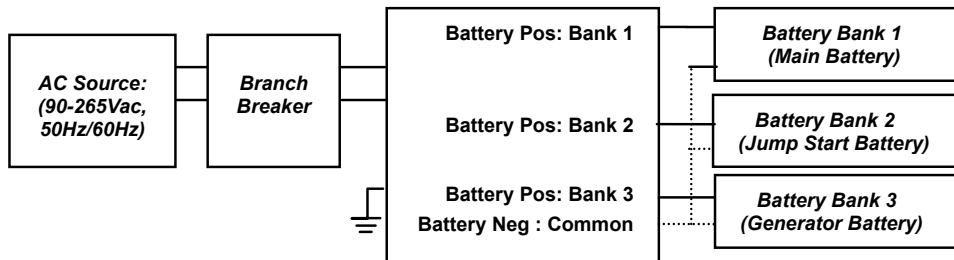 AC Source:
(90-265Vac,
50Hz/60Hz)
Branch
Breaker
Battery Pos: Bank 1
Battery Pos: Bank 2
Battery Pos: Bank 3
Battery Neg : Common
Battery Bank 1
(Main Battery)
Battery Bank 2
(Jump Start Battery)
Battery Bank 3
(Generator Battery)